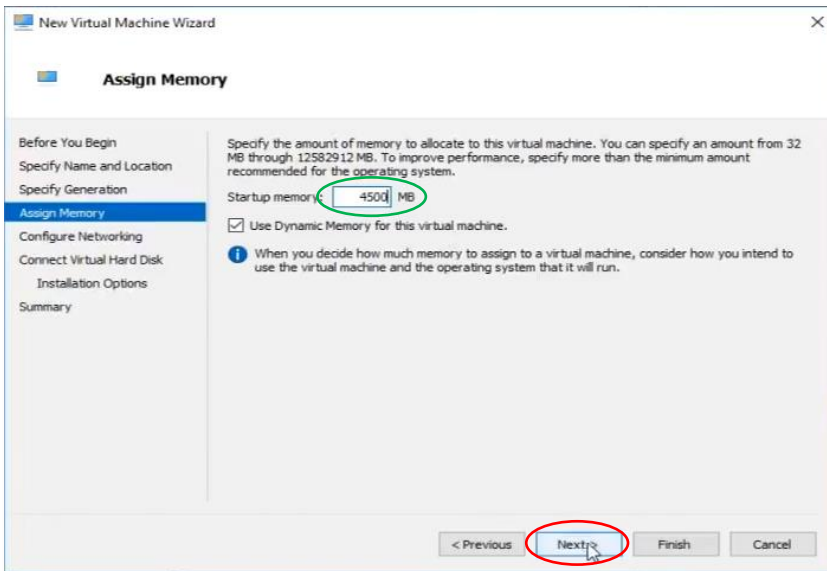 New Virtual Machine Wizard
Assign Memory
Before You Begin
Specify Name and Location
Specify Generation
Assign Memory
Configure Networking
Connect Virtual Hard Disk
Installation Options
Summary
Specify the amount of memory to allocate to this virtual machine. You can specify an amount from 32
MB through 12582912 MB. To improve performance, specify more than the minimum amount
recommended for the operating system.
Startup memory: 4500 MB
Use Dynamic Memory for this virtual machine.
When you decide how much memory to assign to a virtual machine, consider how you intend to
use the virtual machine and the operating system that it will run.
< Previous Next > Finish Cancel